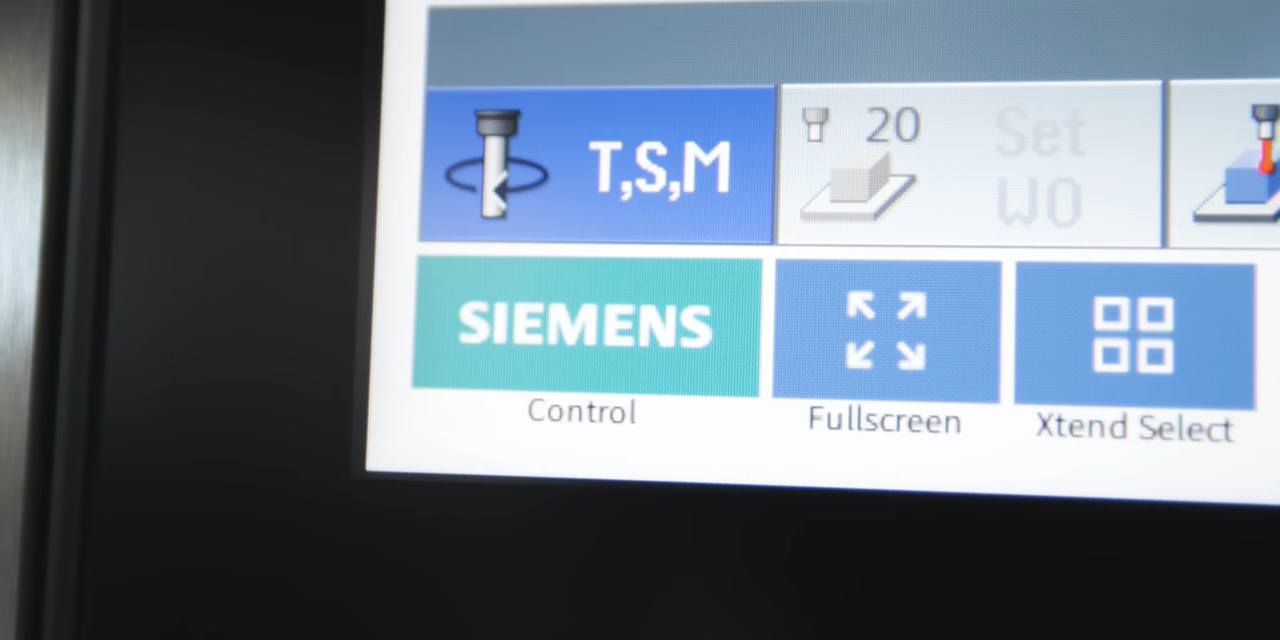 T,S,M
20
Set
WO
SIEMENS
Control
Fullscreen
Xtend Select